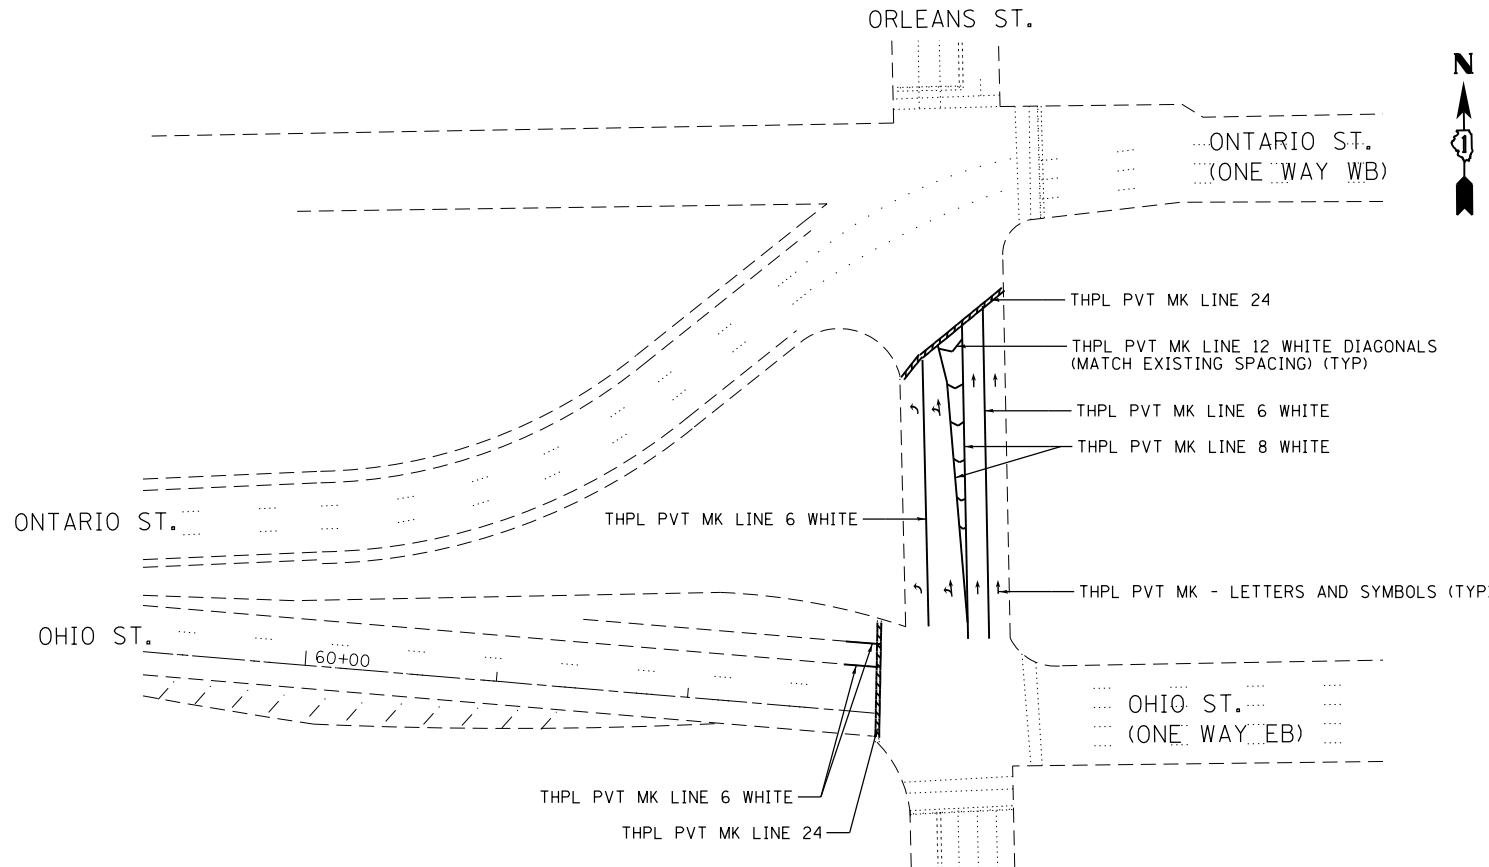 ORLEANS ST.
N
1
ONTARIO ST.
(ONE WAY WB)
THPL PVT MK LINE 24
THPL PVT MK LINE 12 WHITE DIAGONALS
(MATCH EXISTING SPACING) (TYP)
THPL PVT MK LINE 6 WHITE
THPL PVT MK LINE 8 WHITE
ONTARIO ST.
THPL PVT MK LINE 6 WHITE
THPL PVT MK - LETTERS AND SYMBOLS (TYP
OHIO ST.
60+00
OHIO ST.
(ONE WAY EB)
THPL PVT MK LINE 6 WHITE
THPL PVT MK LINE 24